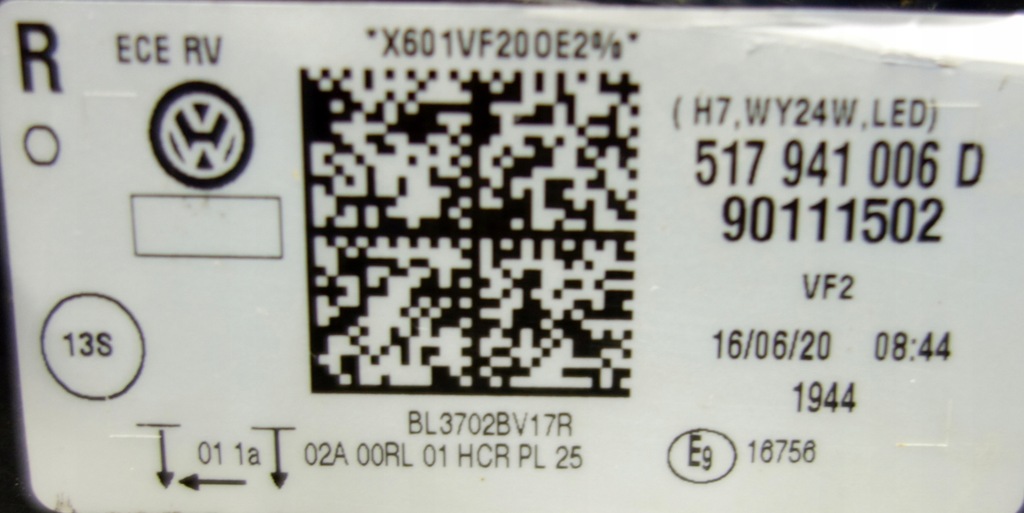 R
ECE RV
*X601VF200E2%*
(H7,WY24W,LED)
517 941 006 D
90111502
VF2
13S
16/06/20 08:44
1944
BL3702BV17R
01 1a 02A 00RL 01 HCR PL 25
E9 16756